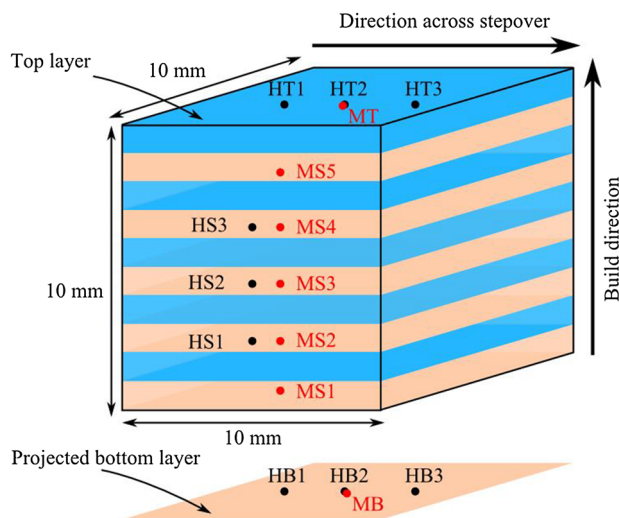 Direction across stepover
Top layer
10 mm
HT1 HT2 HT3
MT
MS5
HS3 MS4
HS2 MS3
10 mm
HS1 MS2
MS1
Build direction
10 mm
Projected bottom layer
HB1 HB2 HB3
MB